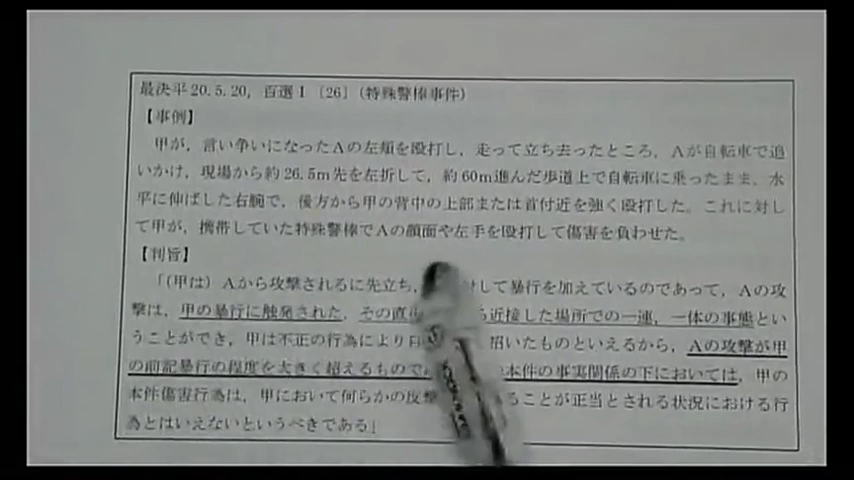 最決平20.5.20，百選Ⅰ〔26〕(特殊警棒事件)
【事例】
甲が，言い争いになったAの左頬を殴打し，走って立ち去ったところ，Aが自転車で追
いかけ，現場から約26.5m先を左折して，約60m進んだ歩道上で自転車に乗ったまま，水
平に伸ばした右腕で，後方から甲の背中の上部または首付近を強く殴打した。これに対し
て甲が，携帯していた特殊警棒でAの顔面や左手を殴打して傷害を負わせた。
【判旨】
「(甲は) Aから攻撃されるに先立ち，して暴行を加えているのであって，Aの攻
撃は，甲の暴行に触発された，その直近接した場所での一連，一体の事態とい
うことができ，甲は不正の行為により招いたものといえるから，Aの攻撃が甲
の前記暴行の程度を大きく超えるもので本件の事実関係の下においては，甲の
本件傷害行為は，甲において何らかの反撃ることが正当とされる状況における行
為とはいえないというべきである」